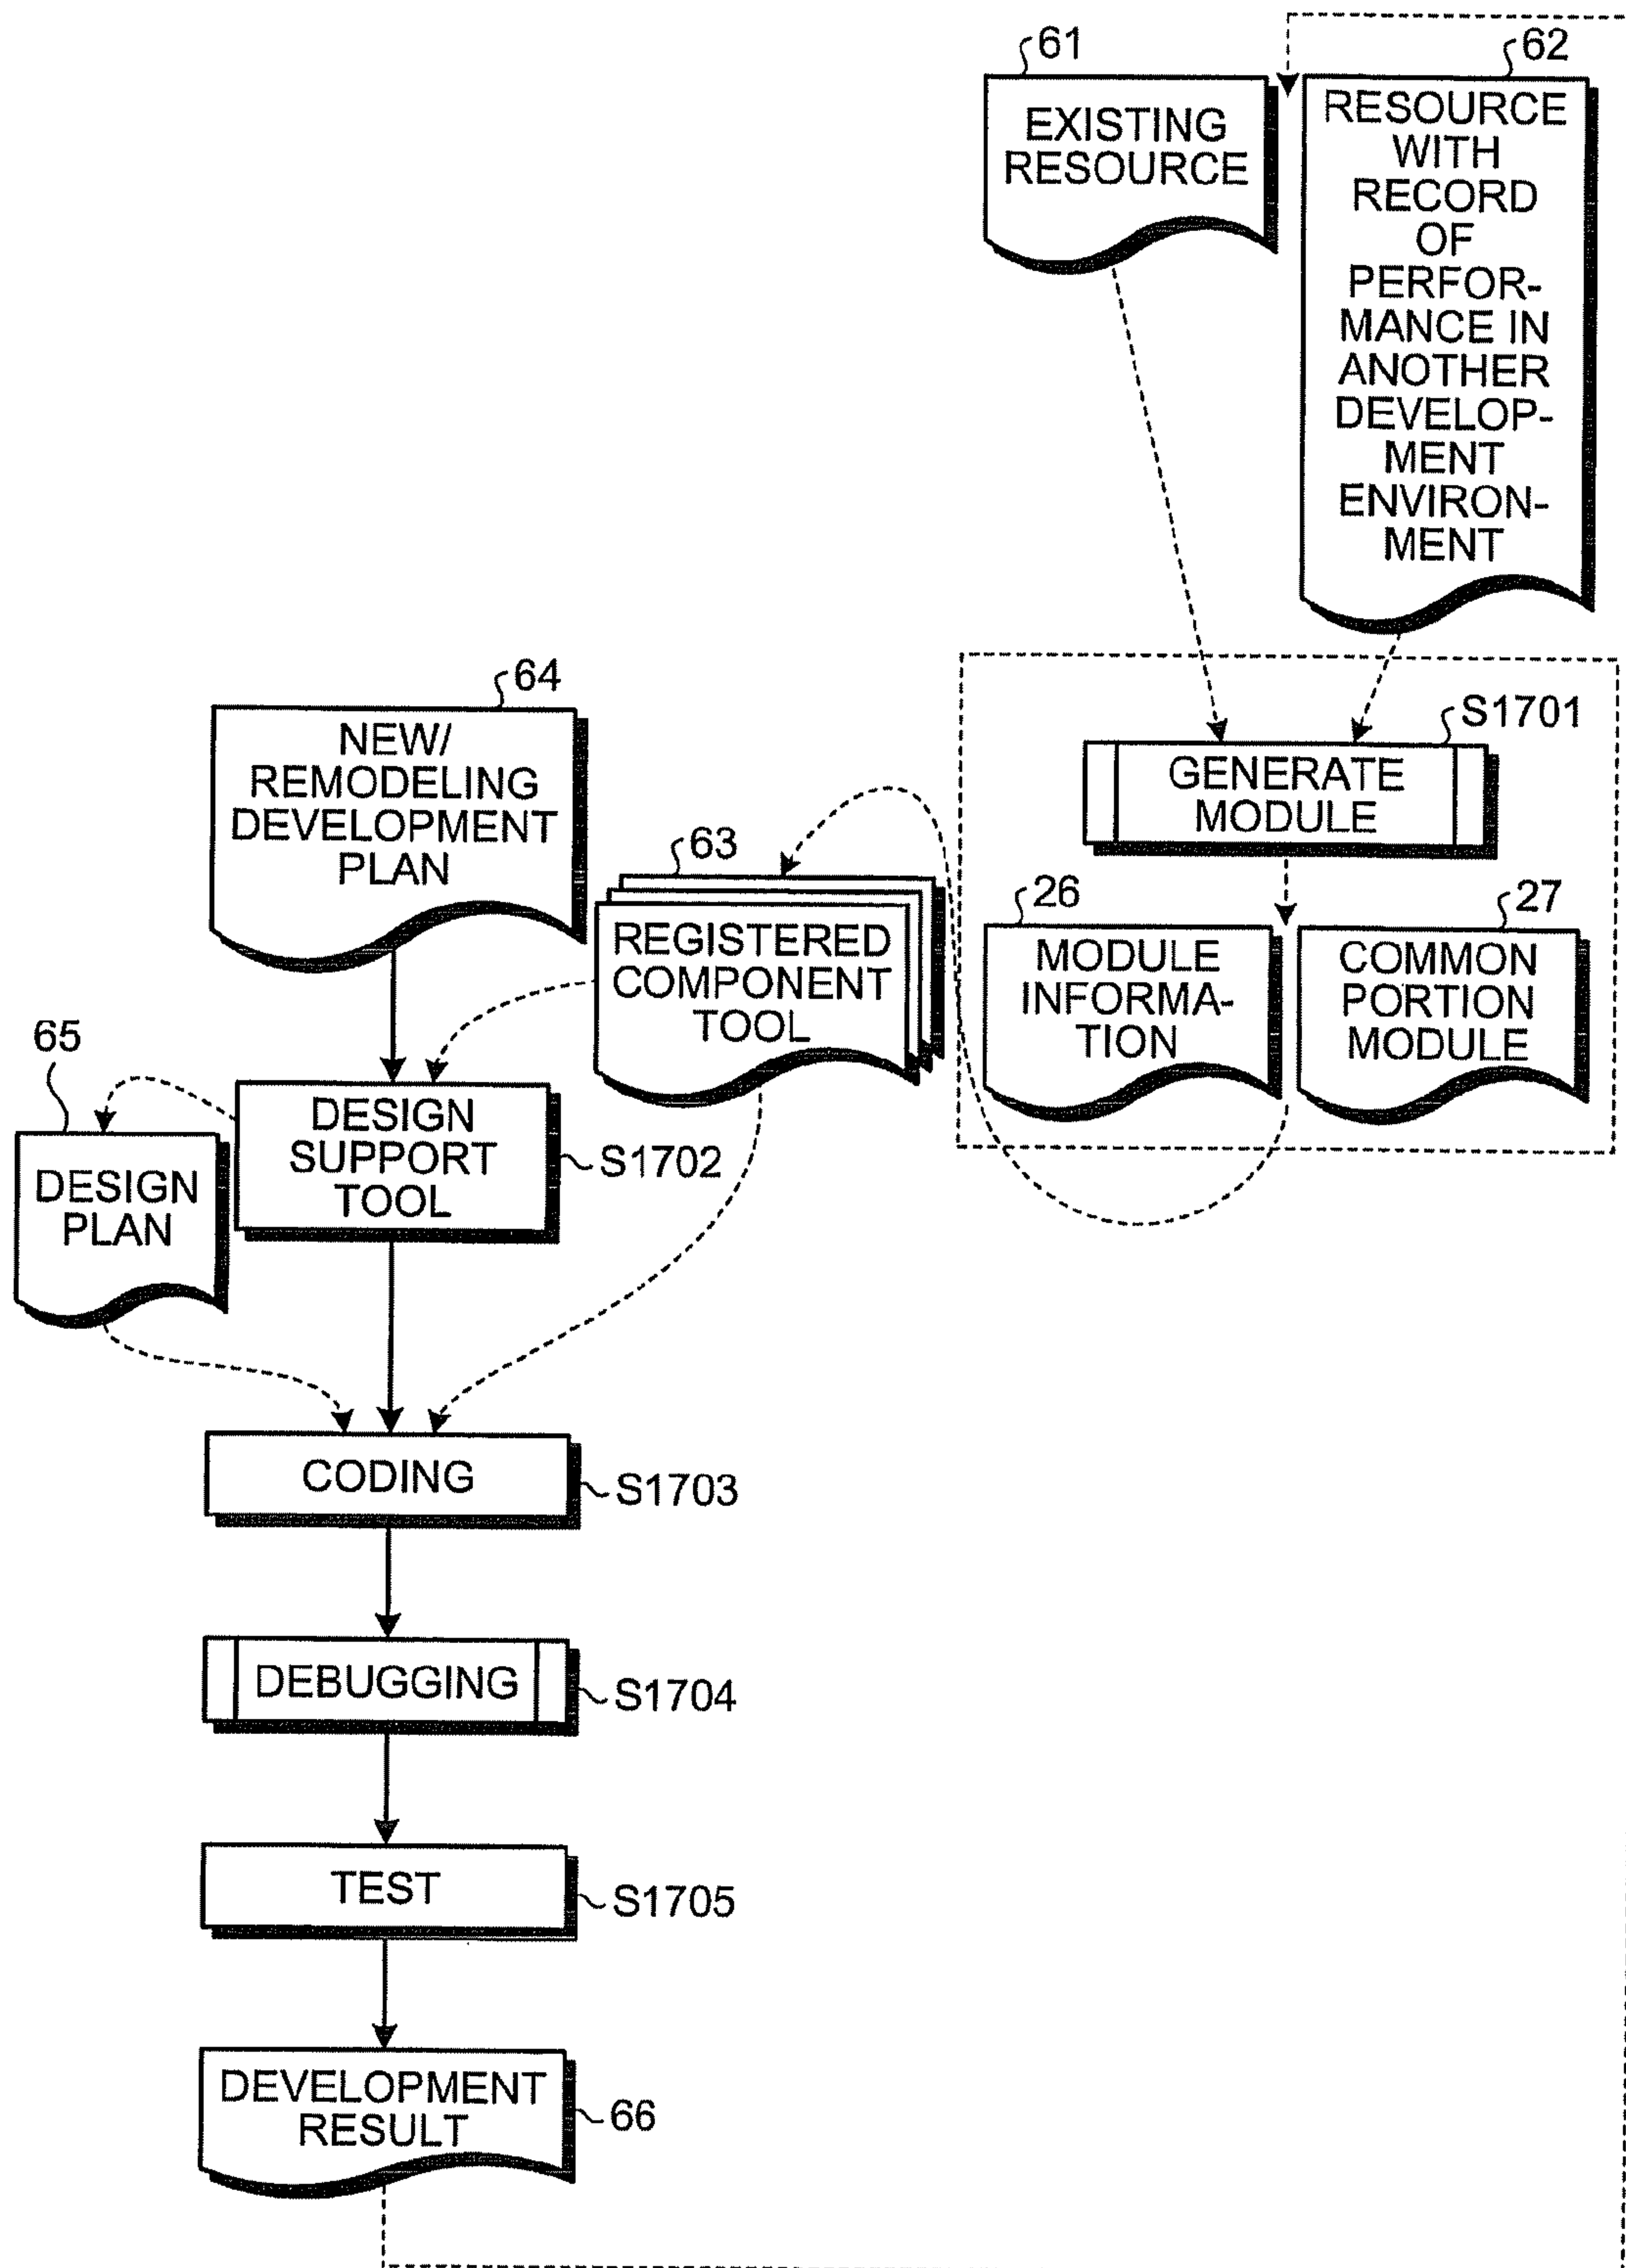 61
EXISTING
RESOURCE
62
RESOURCE
WITH
RECORD
OF
PERFOR-
MANCE IN
ANOTHER
DEVELOP-
MENT
ENVIRON-
MENT
64
NEW/
REMODELING
DEVELOPMENT
PLAN
S1701
GENERATE
MODULE
63
REGISTERED
COMPONENT
TOOL
26
MODULE
INFORMA-
TION
27
COMMON
PORTION
MODULE
65
DESIGN
PLAN
DESIGN
SUPPORT
TOOL
S1702
CODING
S1703
DEBUGGING
S1704
TEST
S1705
DEVELOPMENT
RESULT
66